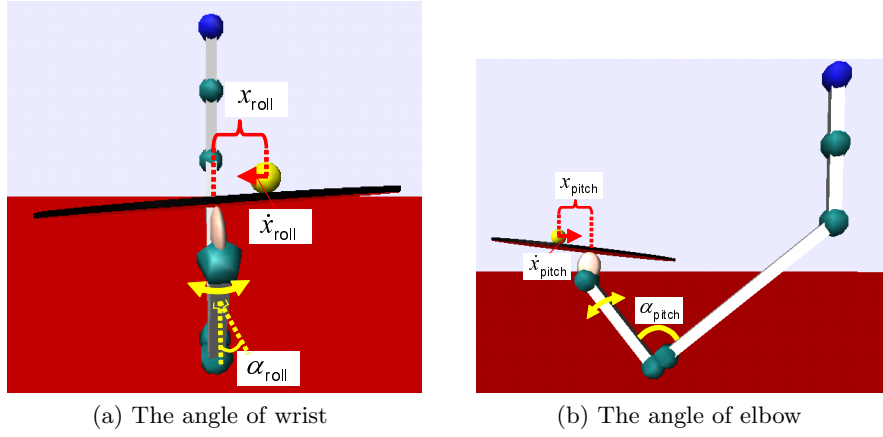 x_roll
ẋ_roll
α_roll
(a) The angle of wrist
x_pitch
ẋ_pitch
α_pitch
(b) The angle of elbow